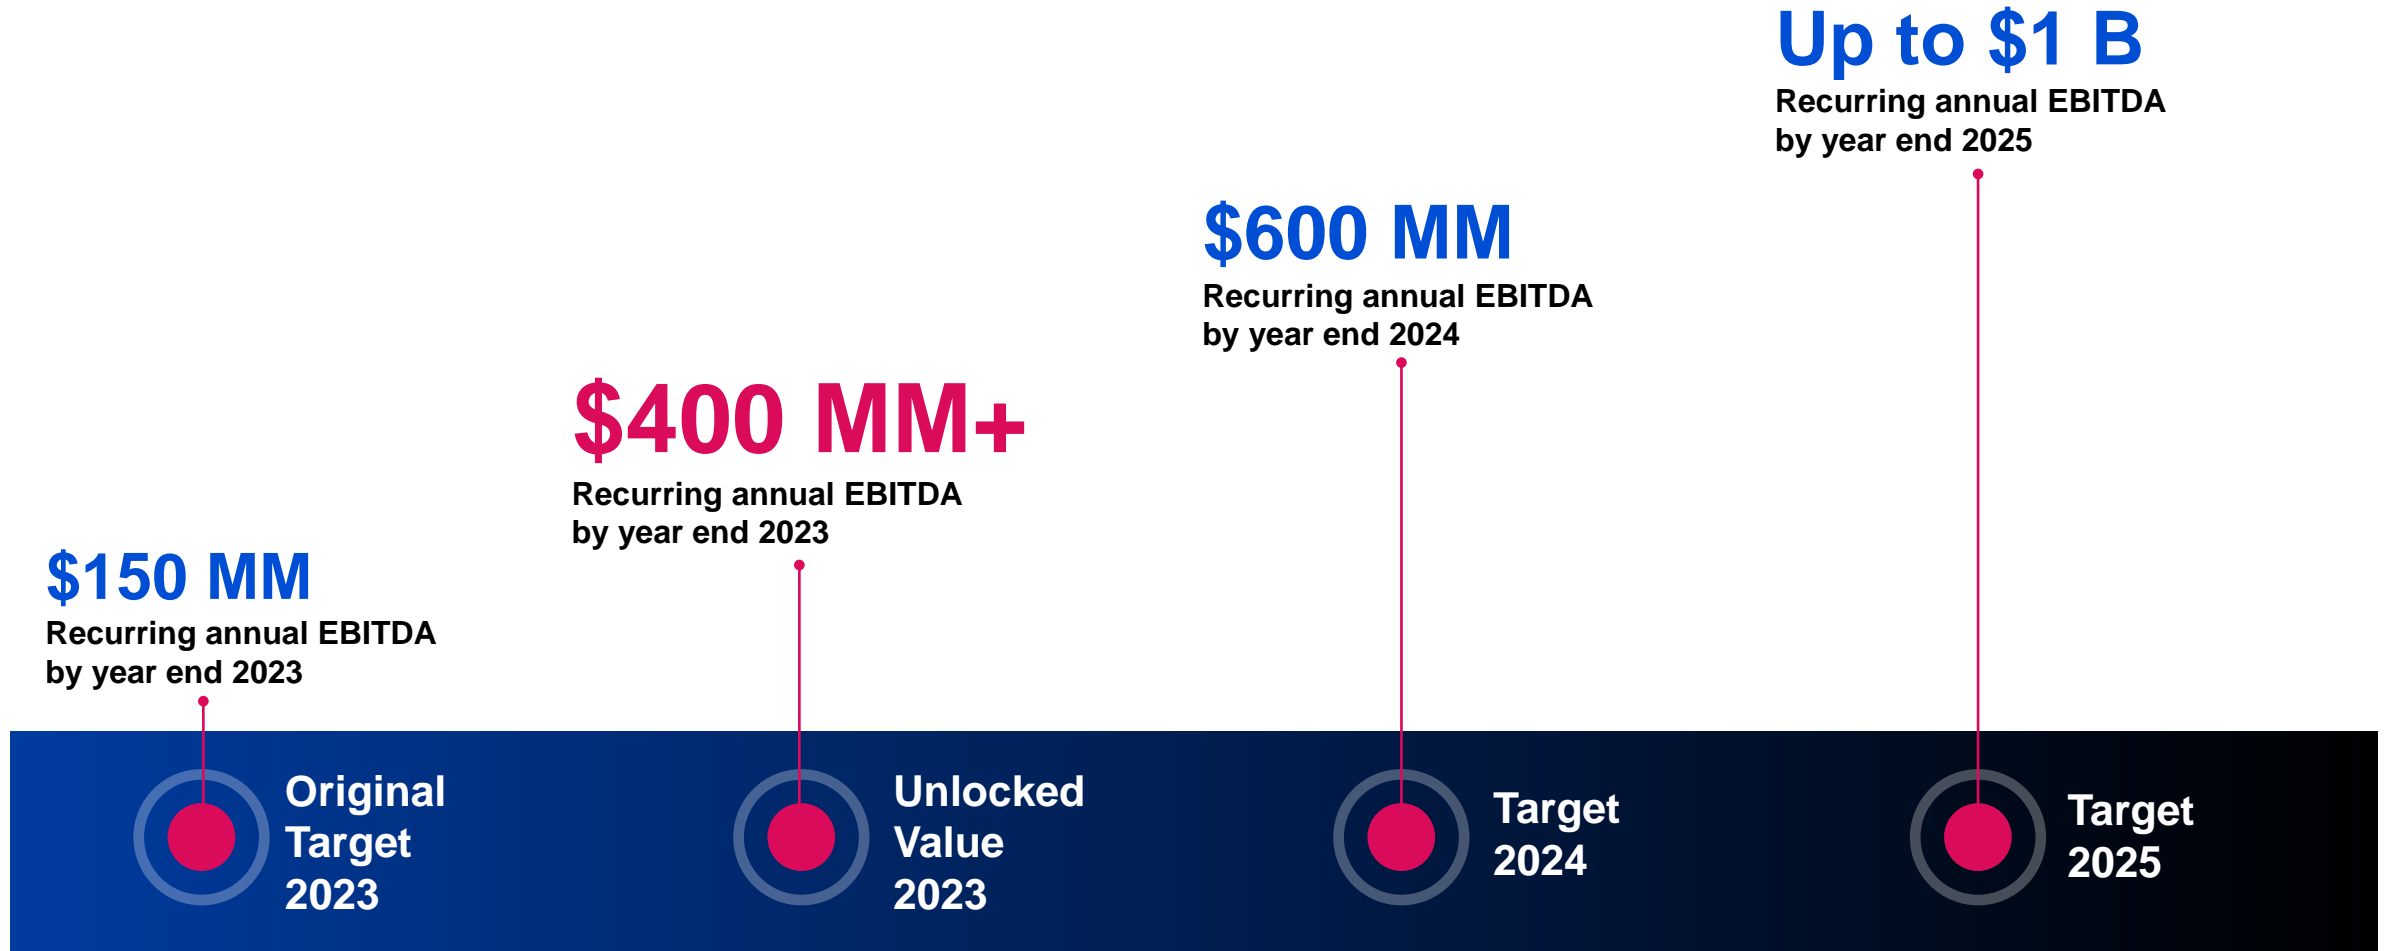 Up to $1 B
Recurring annual EBITDA
by year end 2025
$600 MM
Recurring annual EBITDA
by year end 2024
$400 MM+
Recurring annual EBITDA
by year end 2023
$150 MM
Recurring annual EBITDA
by year end 2023
Original
Target
2023
Unlocked
Value
2023
Target
2024
Target
2025